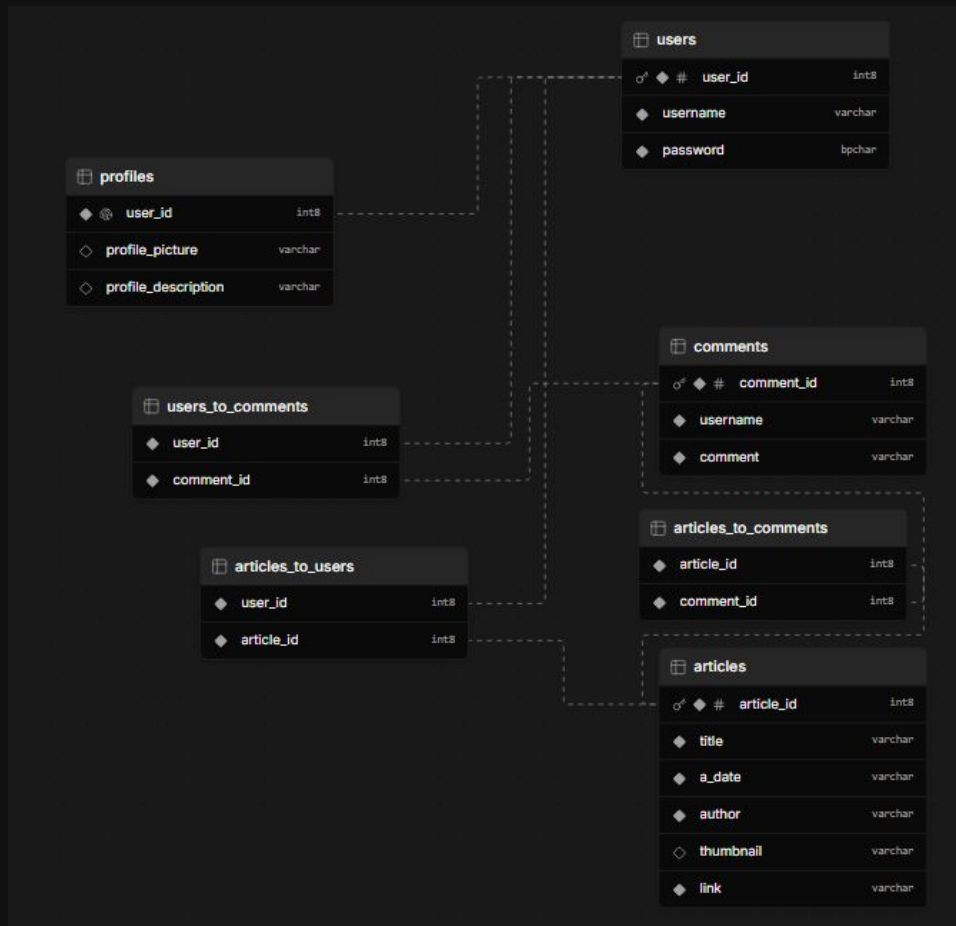 users
# user_id int8
username varchar
password bpchar
profiles
user_id int8
profile_picture varchar
profile_description varchar
comments
# comment_id int8
username varchar
comment varchar
users_to_comments
user_id int8
comment_id int8
articles_to_comments
article_id int8
comment_id int8
articles_to_users
user_id int8
article_id int8
articles
# article_id int8
title varchar
a_date varchar
author varchar
thumbnail varchar
link varchar